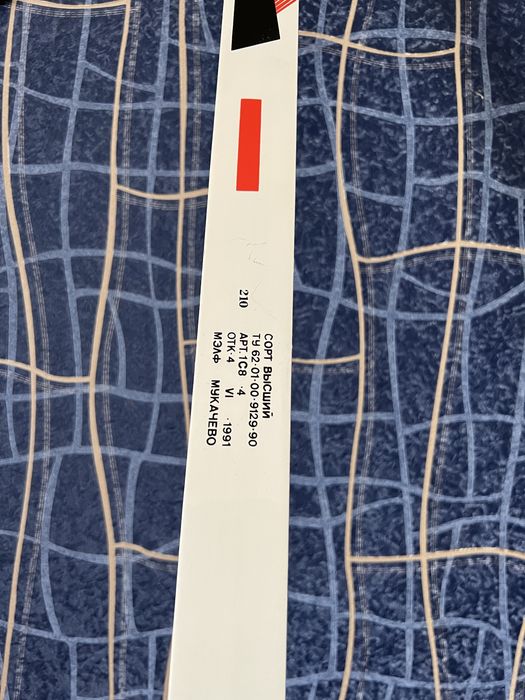 210
СОРТ ВЫСШИЙ
ТУ 62·01·00·9129·90
АРТ.1С8 ·4
ОТК·4 VI ·1991
МЭЛФ МУКАЧЕВО